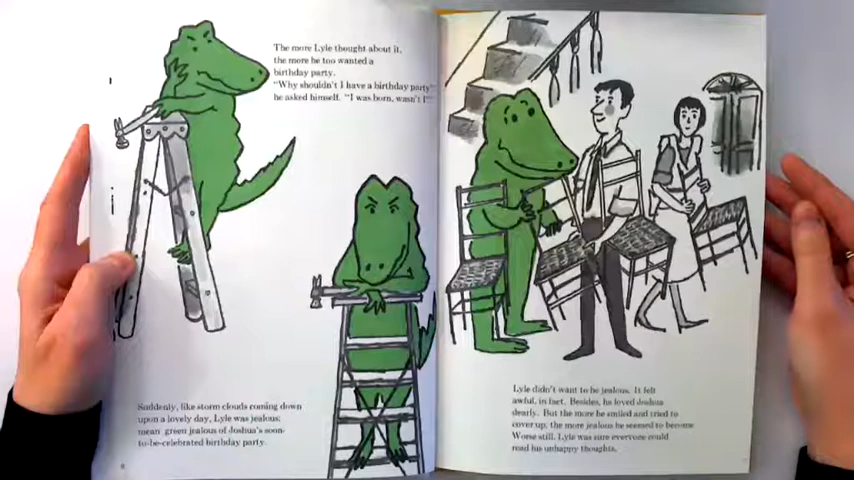 The more Lyle thought about it,
the more he too wanted a
birthday party.
"Why shouldn't I have a birthday party"
he asked himself. "I was born, wasn't I"
Suddenly, like storm clouds coming down
upon a lovely day, Lyle was jealous;
mean green jealous of Joshua's soon-
to-be-celebrated birthday party.
Lyle didn't want to be jealous. It felt
awful, in fact. Besides, he loved Joshua
dearly. But the more he smiled and tried to
cover up, the more jealous he seemed to become
Worse still, Lyle was sure everyone could
read his unhappy thoughts.